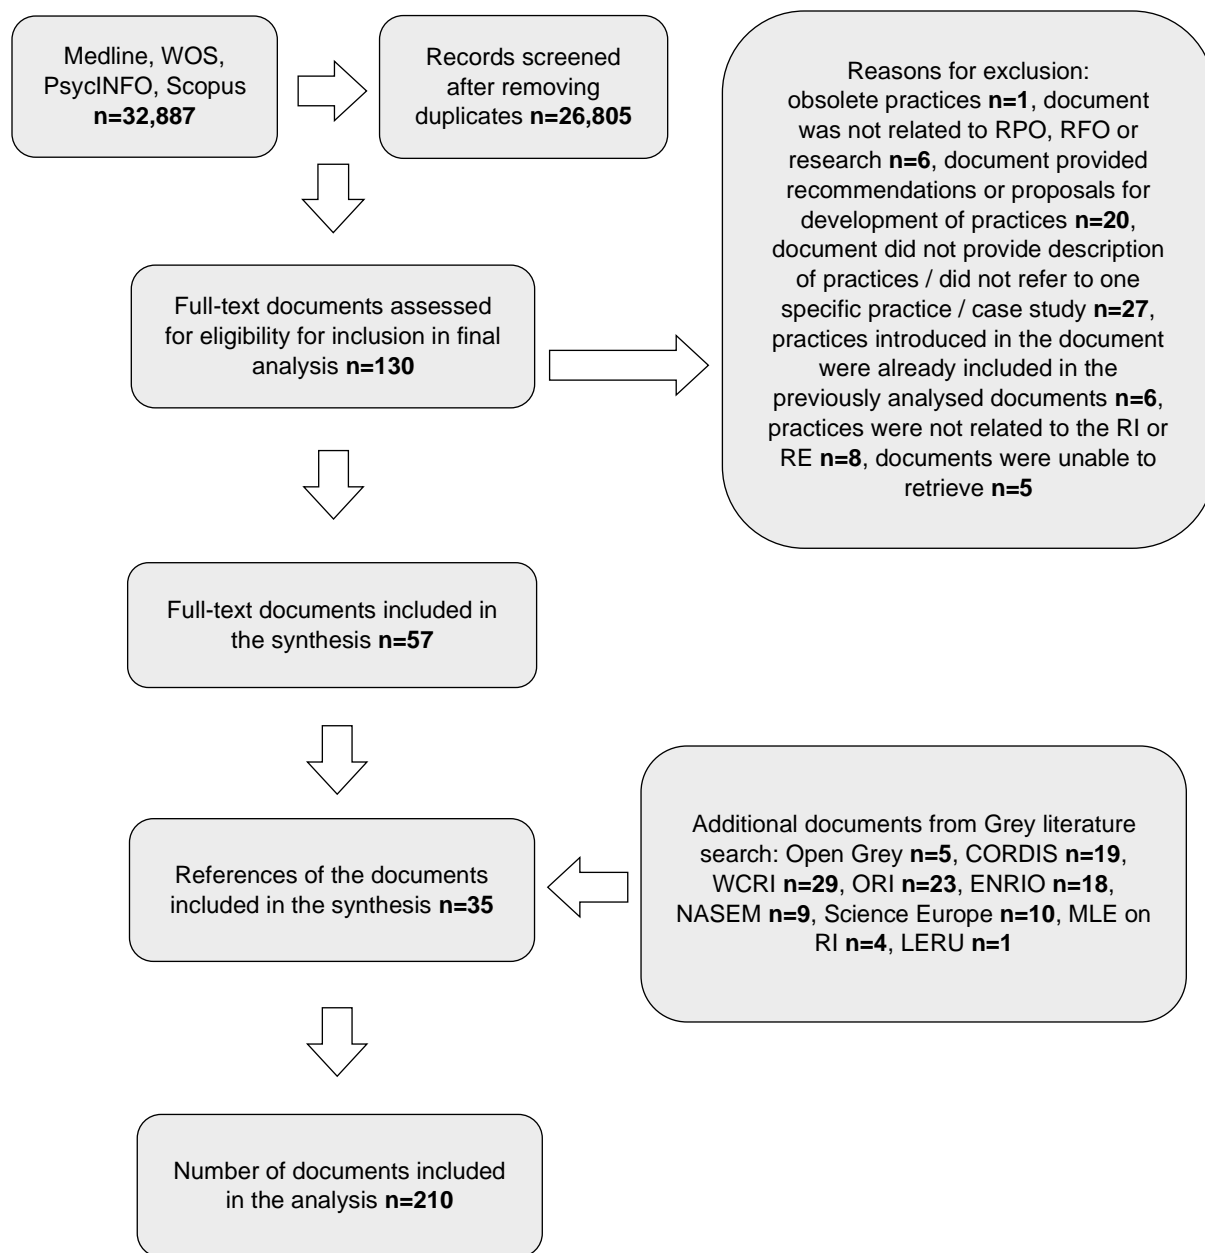 Medline, WOS,
PsycINFO, Scopus
n=32,887
Records screened
after removing
duplicates n=26,805
Reasons for exclusion:
obsolete practices n=1, document
was not related to RPO, RFO or
research n=6, document provided
recommendations or proposals for
development of practices n=20,
document did not provide description
of practices / did not refer to one
specific practice / case study n=27,
practices introduced in the document
were already included in the
previously analysed documents n=6,
practices were not related to the RI or
RE n=8, documents were unable to
retrieve n=5
Full-text documents assessed
for eligibility for inclusion in final
analysis n=130
Full-text documents included in
the synthesis n=57
References of the documents
included in the synthesis n=35
Additional documents from Grey literature
search: Open Grey n=5, CORDIS n=19,
WCRI n=29, ORI n=23, ENRIO n=18,
NASEM n=9, Science Europe n=10, MLE on
RI n=4, LERU n=1
Number of documents included
in the analysis n=210